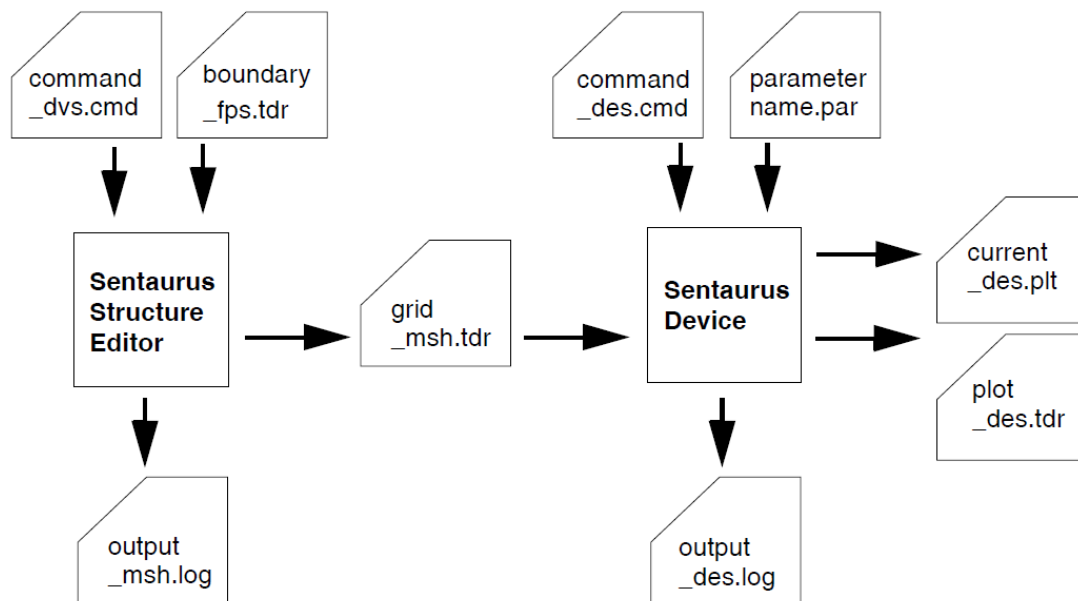 command
_dvs.cmd
boundary
_fps.tdr
command
_des.cmd
parameter
name.par
Sentaurus
Structure
Editor
grid
_msh.tdr
Sentaurus
Device
current
_des.plt
plot
_des.tdr
output
_msh.log
output
_des.log